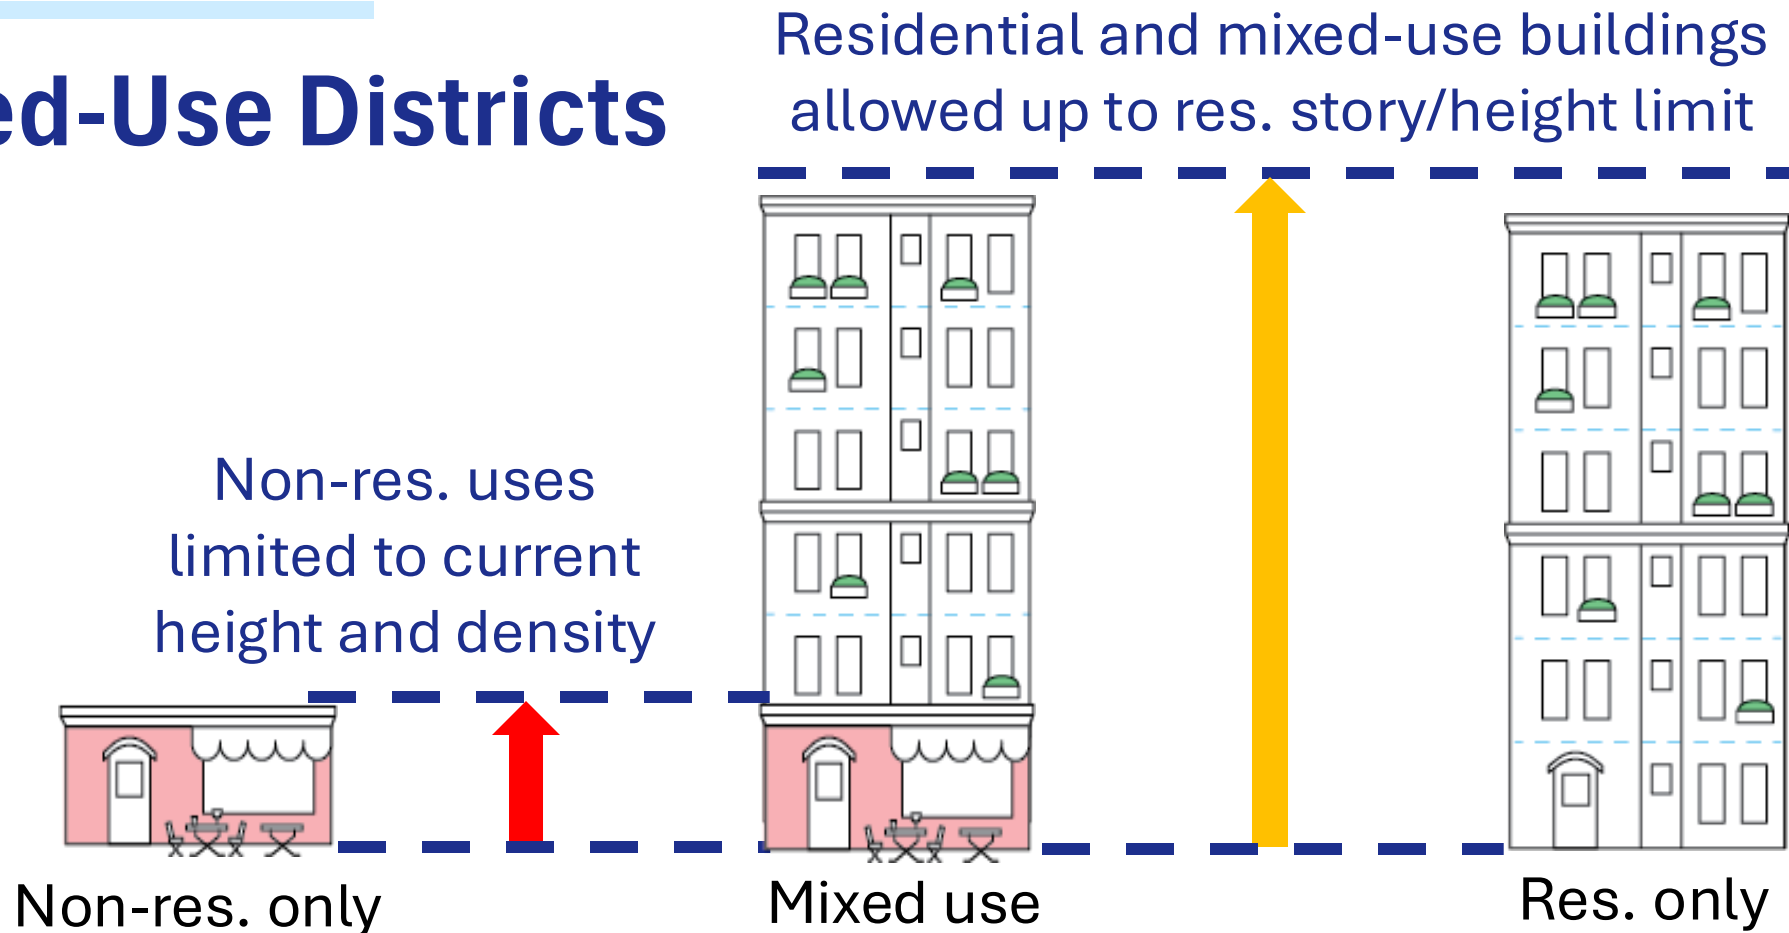 ed-Use Districts
Residential and mixed-use buildings
allowed up to res. story/height limit
Non-res. uses
limited to current
height and density
Non-res. only
Mixed use
Res. only